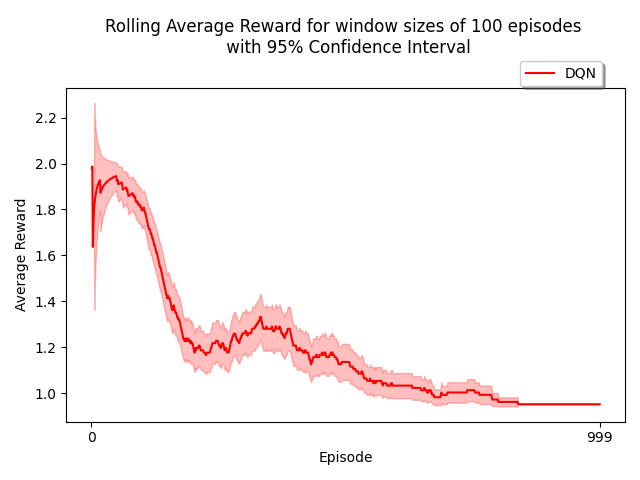 Rolling Average Reward for window sizes of 100 episodes
with 95% Confidence Interval
DQN
2.2
2.0
1.8
1.6
1.4
1.2
1.0
Average Reward
0
999
Episode